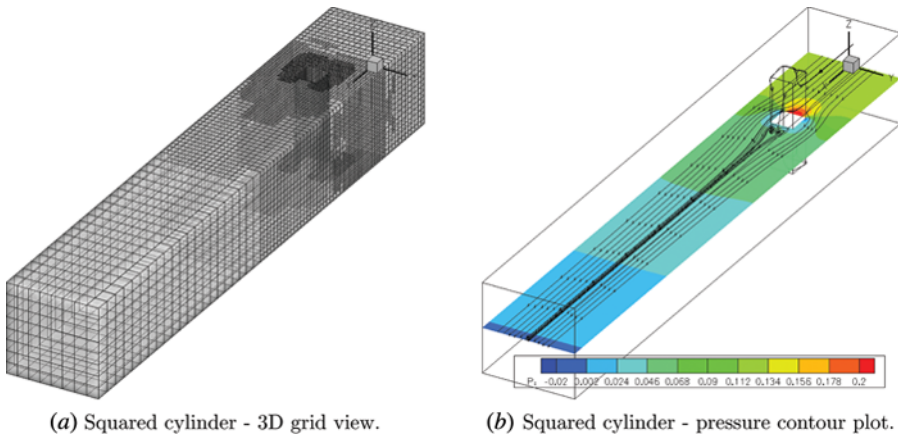 Z
Y
-0.02 0.002 0.024 0.046 0.068 0.09 0.112 0.134 0.156 0.178 0.2
(a) Squared cylinder - 3D grid view.
(b) Squared cylinder - pressure contour plot.